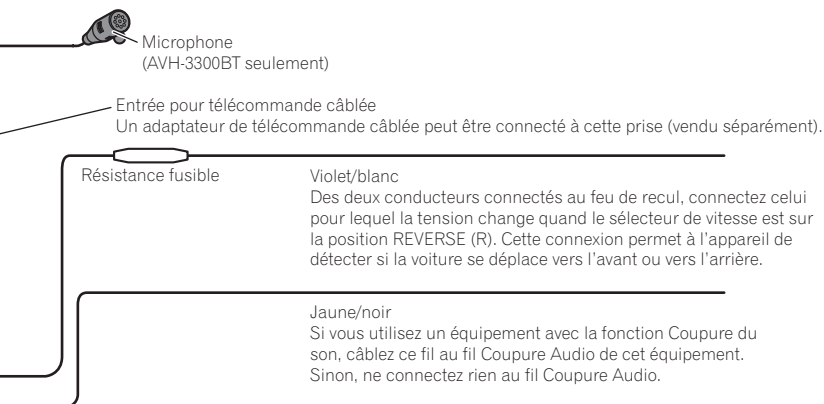 Microphone
(AVH-3300BT seulement)
Entrée pour télécommande câblée
Un adaptateur de télécommande câblée peut être connecté à cette prise (vendu séparément).
Résistance fusible
Violet/blanc
Des deux conducteurs connectés au feu de recul, connectez celui
pour lequel la tension change quand le sélecteur de vitesse est sur
la position REVERSE (R). Cette connexion permet à l'appareil de
détecter si la voiture se déplace vers l'avant ou vers l'arrière.
Jaune/noir
Si vous utilisez un équipement avec la fonction Coupure du
son, câblez ce fil au fil Coupure Audio de cet équipement.
Sinon, ne connectez rien au fil Coupure Audio.